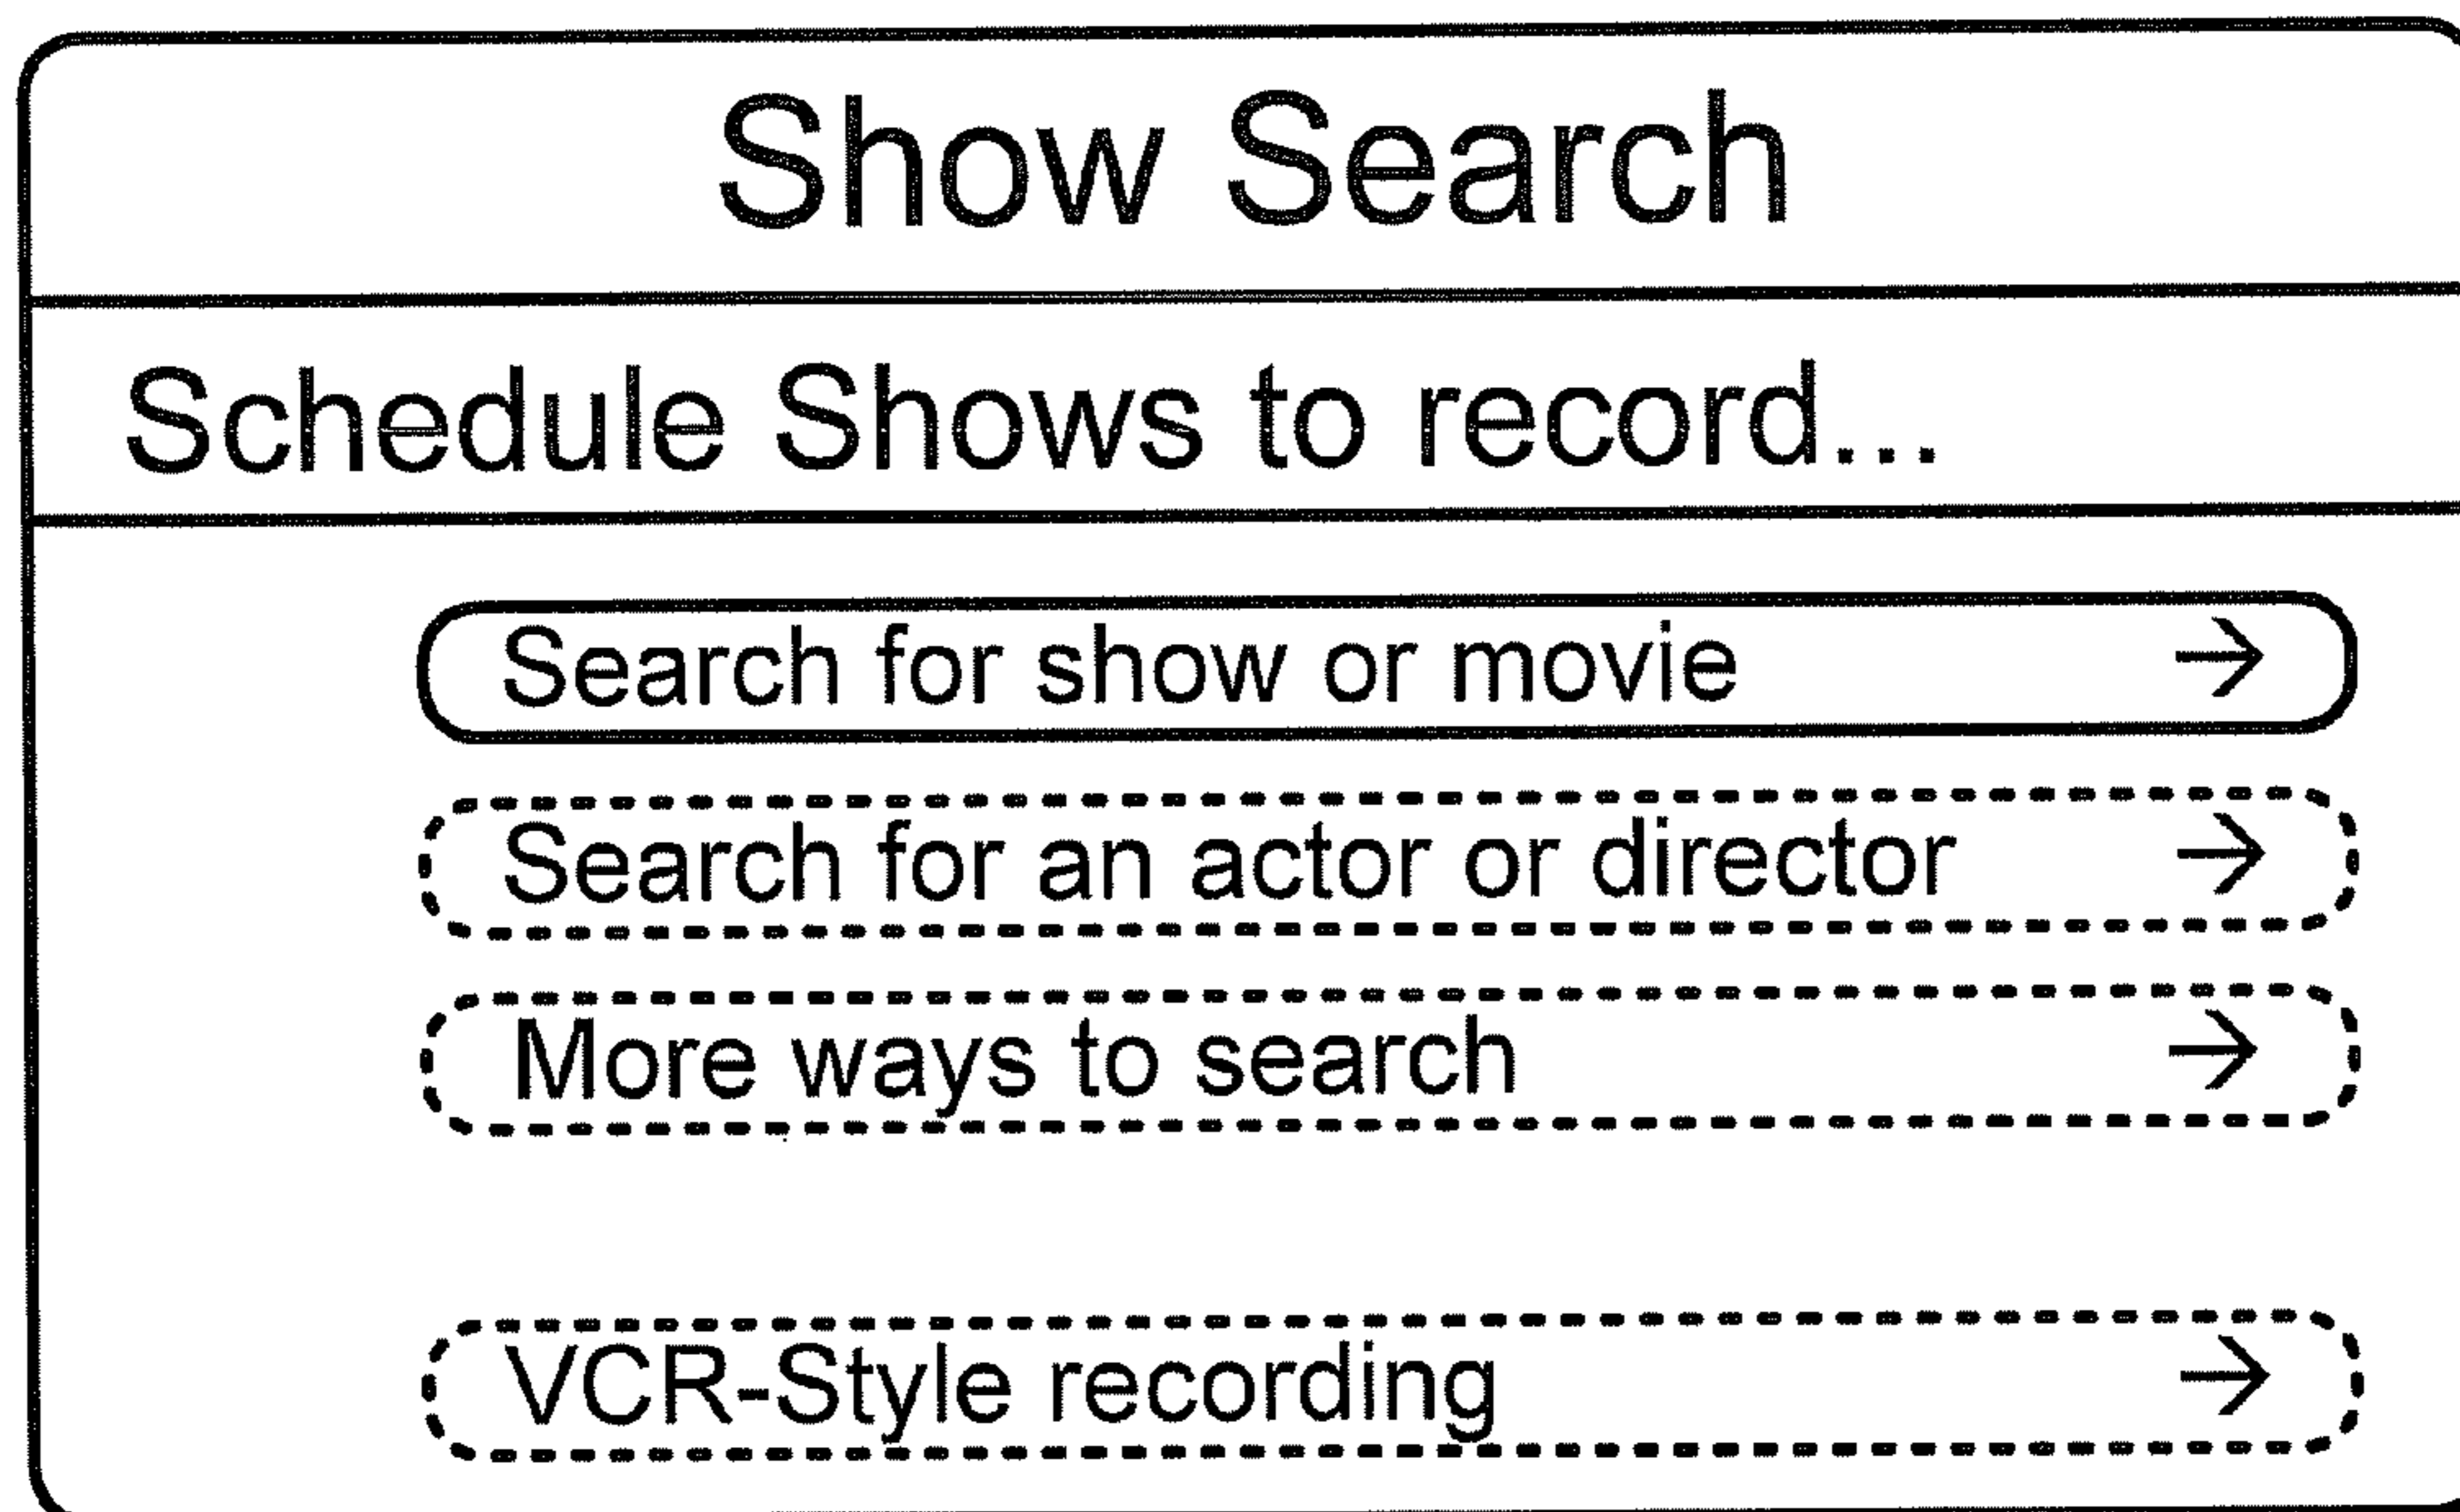 Show Search
Schedule Shows to record...
Search for show or movie →
Search for an actor or director →
More ways to search →
VCR-Style recording →